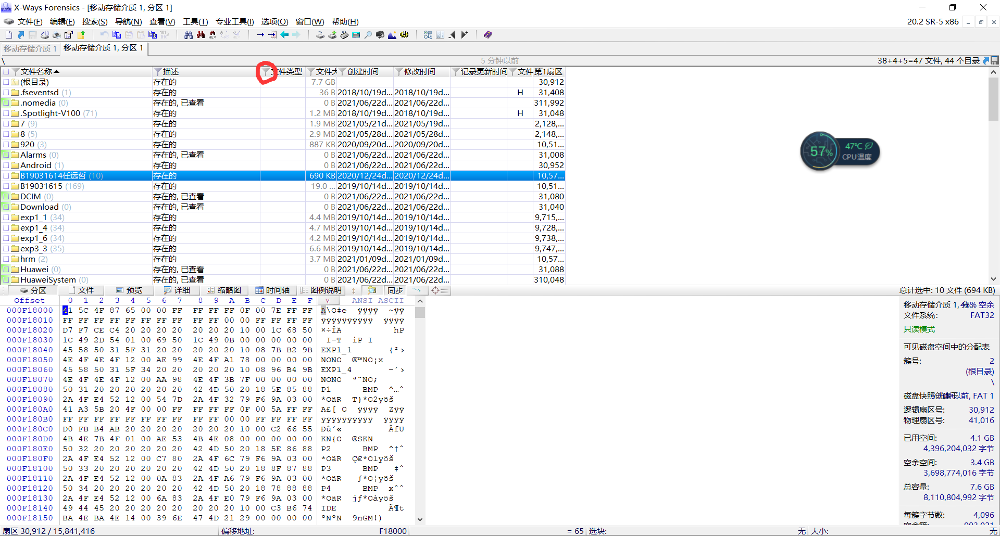 X-Ways Forensics - [移动存储介质 1, 分区 1]
文件(F) 编辑(E) 搜索(S) 导航(N) 查看(V) 工具(T) 专业工具(I) 选项(O) 窗口(W) 帮助(H) 20.2 SR-5 x86
移动存储介质 1 移动存储介质 1, 分区 1
\ 5 分钟以前 38+4+5=47 文件, 44 个目录
文件名称 描述 文件类型 文件大 创建时间 修改时间 记录更新时间 文件 第1扇区
(根目录) 存在的 7.7 GB 30,912
.fseventsd (1) 存在的 36 B 2018/10/19d... 2018/10/19d... H 31,408
.nomedia (0) 存在的, 已查看 0 B 2021/06/22d... 2021/06/22d... 311,992
.Spotlight-V100 (71) 存在的 1.2 MB 2018/10/19d... 2018/10/19d... H 31,048
7 (9) 存在的 1.9 MB 2021/05/21d... 2021/05/19d... 2,128,...
8 (5) 存在的 2.9 MB 2021/05/28d... 2021/05/28d... 2,148,...
920 (3) 存在的 887 KB 2020/09/20d... 2020/09/20d... 10,51...
Alarms (0) 存在的, 已查看 0 B 2021/06/22d... 2021/06/22d... 31,008
Android (1) 存在的 0 B 2021/06/22d... 2021/06/22d... 30,952
B19031614任远哲 (10) 存在的 690 KB 2020/12/24d... 2020/12/24d... 10,57...
B19031615 (169) 存在的 19.0 ... 2019/10/14d... 2019/10/14d... 10,51...
DCIM (0) 存在的, 已查看 0 B 2021/06/22d... 2021/06/22d... 31,080
Download (0) 存在的, 已查看 0 B 2021/06/22d... 2021/06/22d... 31,040
exp1_1 (34) 存在的 4.4 MB 2019/10/14d... 2019/10/14d... 9,715,...
exp1_4 (34) 存在的 4.7 MB 2019/10/14d... 2019/10/14d... 9,728,...
exp1_6 (34) 存在的 4.2 MB 2019/10/14d... 2019/10/14d... 9,738,...
exp3_3 (35) 存在的 6.6 MB 2019/10/14d... 2019/10/14d... 9,747,...
hrm (2) 存在的 3.7 MB 2021/01/09d... 2021/01/09d... 10,57...
Huawei (0) 存在的, 已查看 0 B 2021/06/22d... 2021/06/22d... 31,088
HuaweiSystem (0) 存在的, 已查看 0 B 2021/06/22d... 2021/06/22d... 310,048
57% 47℃
CPU温度
分区 文件 预览 详细 缩略图 时间轴 图例说明 同步 总计选中: 10 文件 (694 KB)
Offset 0 1 2 3 4 5 6 7 8 9 A B C D E F ANSI ASCII
000F18000 41 5C 4F 87 65 00 00 FF FF FF FF 0F 00 7E FF FF A\O‡e ÿÿÿÿ ~ÿÿ
000F18010 FF FF FF FF FF FF FF FF FF FF 00 00 FF FF FF FF ÿÿÿÿÿÿÿÿÿÿ ÿÿÿÿ
000F18020 D7 F7 CE C4 20 20 20 20 20 20 20 10 00 1C 68 50 ×÷ÎÄ hP
000F18030 1C 49 2D 54 01 00 69 50 1C 49 0B 00 00 00 00 00 I-T iP I
000F18040 45 58 50 31 5F 31 20 20 20 20 20 10 08 7B B2 9B EXP1_1 {²›
000F18050 4E 4F 4E 4F 12 00 AE 99 4E 4F A1 78 00 00 00 00 NONO ®™NO¡x
000F18060 45 58 50 31 5F 34 20 20 20 20 20 10 08 96 B4 9B EXP1_4 –´›
000F18070 4E 4F 4E 4F 12 00 AA 98 4E 4F 3B 7F 00 00 00 00 NONO ª˜NO;
000F18080 50 31 20 20 20 20 20 20 42 4D 50 20 18 5E 85 88 P1 BMP ^…ˆ
000F18090 2A 4F E4 52 12 00 54 7D 2A 4F 32 79 F6 9A 03 00 *OäR T}*O2yöš
000F180A0 41 A3 5B 20 4F 00 00 FF FF FF FF 0F 00 5A FF FF A£[ O ÿÿÿÿ Zÿÿ
000F180B0 FF FF FF FF FF FF FF FF FF FF 00 00 FF FF FF FF ÿÿÿÿÿÿÿÿÿÿ ÿÿÿÿ
000F180C0 D0 FB B4 AB 20 20 20 20 20 20 20 10 00 C2 66 55 Ðû´« ÂfU
000F180D0 4B 4E 7B 4F 01 00 AE 53 4B 4E 08 00 00 00 00 00 KN{O ®SKN
000F180E0 50 32 20 20 20 20 20 20 42 4D 50 20 18 5E 86 88 P2 BMP ^†ˆ
000F180F0 2A 4F E4 52 12 00 C7 80 2A 4F 6C 79 F6 9A 03 00 *OäR Ç€*Olyöš
000F18100 50 33 20 20 20 20 20 20 42 4D 50 20 18 8F 87 88 P3 BMP ‡ˆ
000F18110 2A 4F E4 52 12 00 0A 83 2A 4F A6 79 F6 9A 03 00 *OäR ƒ*O¦yöš
000F18120 50 34 20 20 20 20 20 20 42 4D 50 20 18 78 88 88 P4 BMP xˆˆ
000F18130 2A 4F E4 52 12 00 6A 83 2A 4F E0 79 F6 9A 03 00 *OäR jƒ*Oàyöš
000F18140 49 44 45 20 20 20 20 20 20 20 20 10 00 C3 B6 74 IDE Ã¶t
000F18150 BA 4E BA 4E 14 00 39 6E 47 4D 21 29 00 00 00 00 ºNºN 9nGM!)
移动存储介质 1, 46% 空余
文件系统: FAT32
只读模式
可见磁盘空间中的分配表
簇号: 2
(根目录)
\
以前, FAT 1
逻辑扇区号: 30,912
物理扇区号: 41,016
已用空间: 4.1 GB
4,396,204,032 字节
空余空间: 3.4 GB
3,698,774,016 字节
总容量: 7.6 GB
8,110,804,992 字节
每簇字节数: 4,096
扇区 30,912 / 15,841,416 偏移地址: F18000 = 65 选块: 无 大小: 无